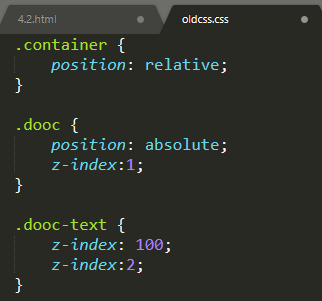 4.2.html
oldcss.css
.container {
    position: relative;
}
.dooc {
    position: absolute;
    z-index:1;
}
.dooc-text {
    z-index: 100;
    z-index:2;
}